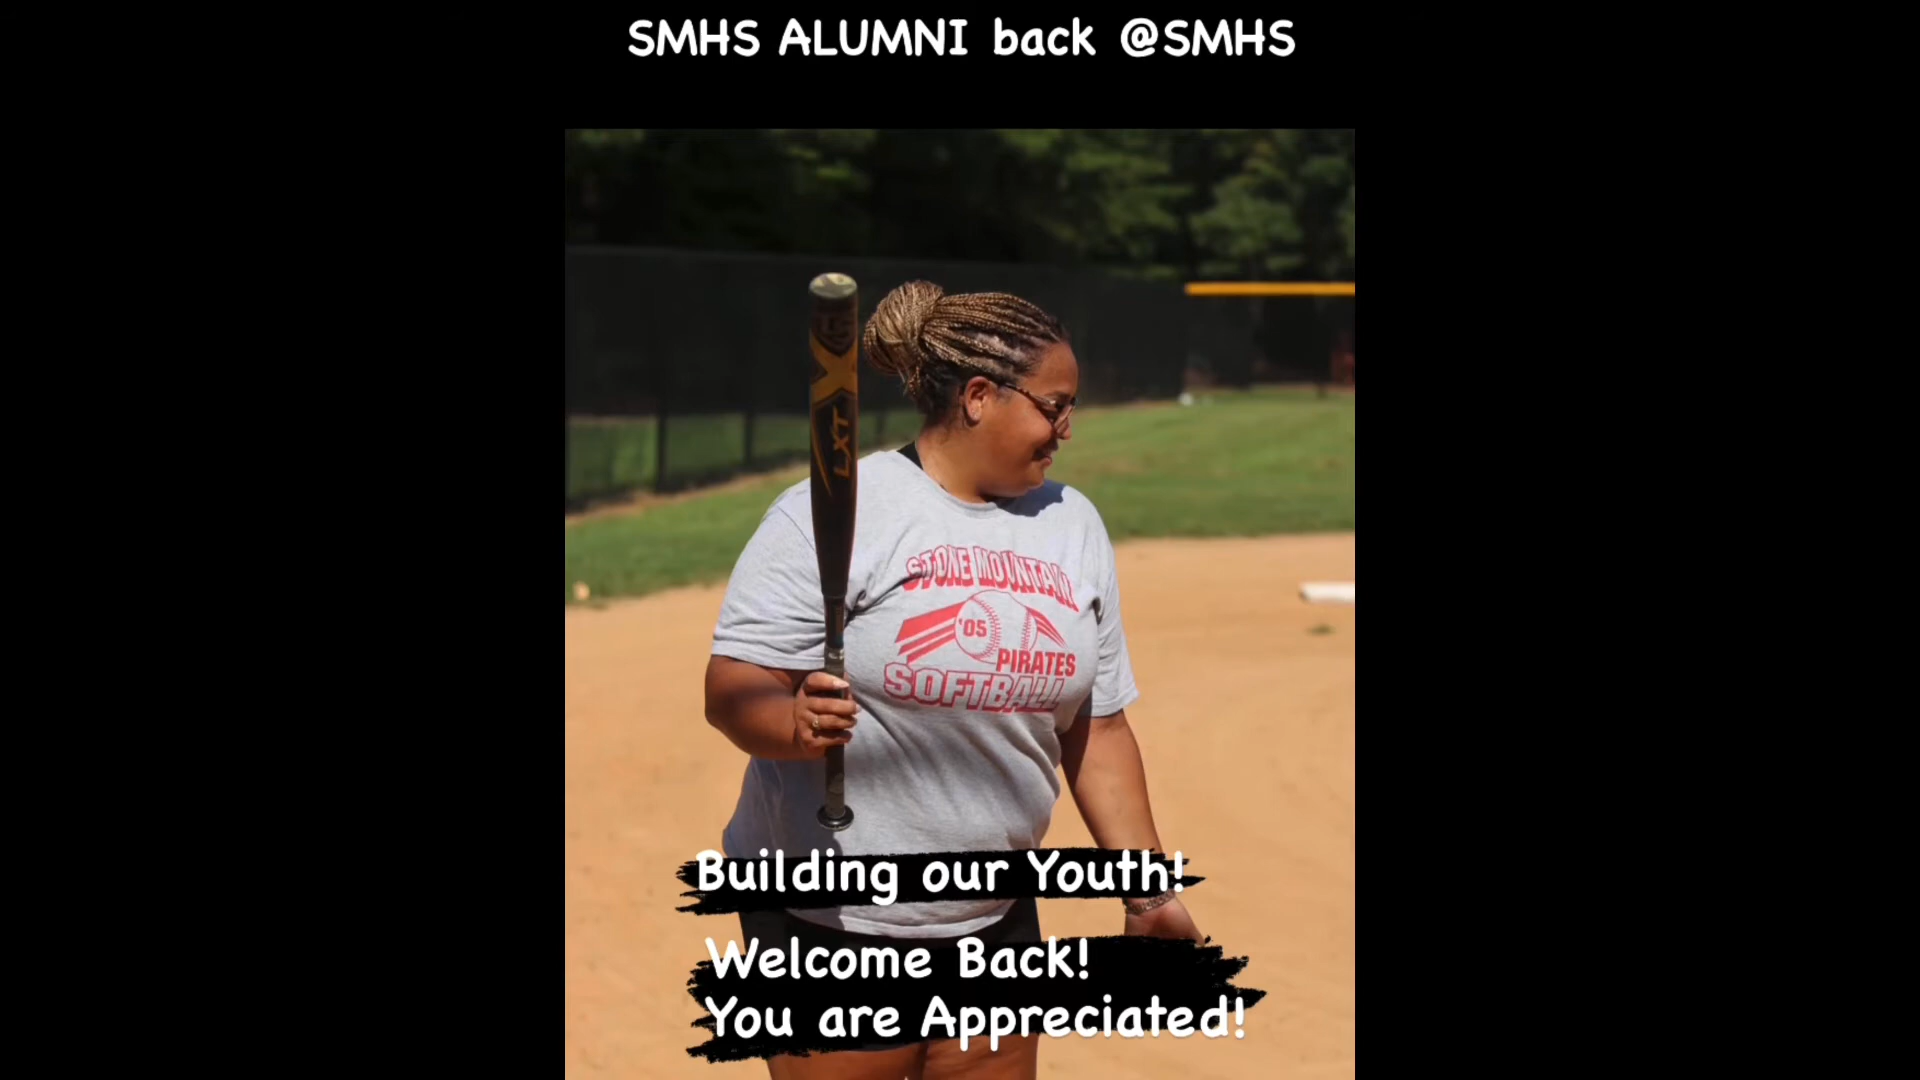 SMHS ALUMNI back @SMHS
LXT
STONE MOUNTAIN
'05
PIRATES
SOFTBALL
Building our Youth!
Welcome Back!
You are Appreciated!